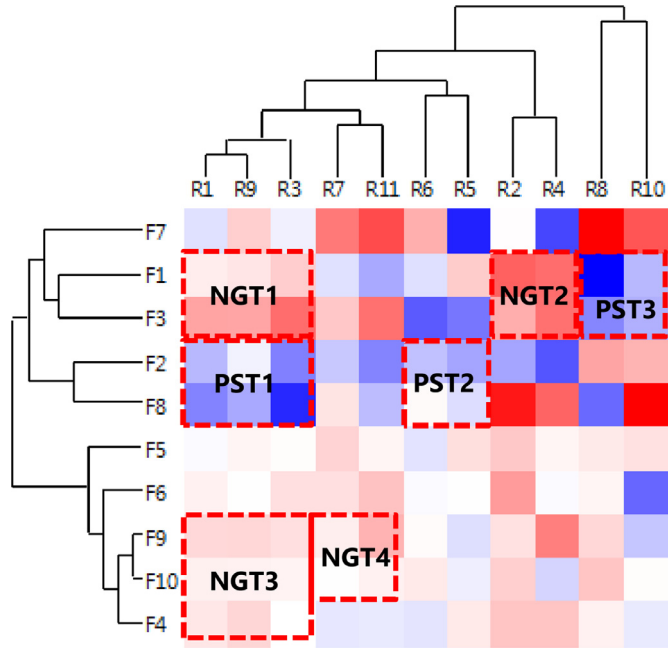 R1 R9 R3 R7 R11 R6 R5 R2 R4 R8 R10
F7
F1
NGT1 NGT2 PST3
F3
F2
PST1 PST2
F8
F5
F6
F9
NGT4
F10 NGT3
F4